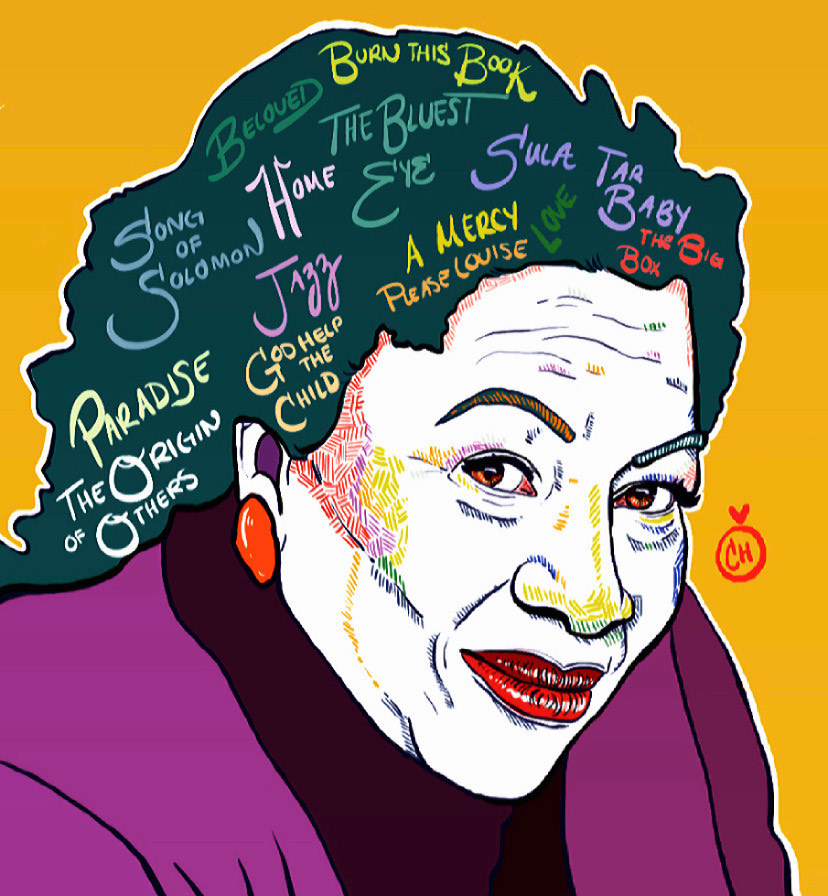 BURN THIS BOOK
BELOVED
THE BLUEST
EYE
SULA
TAR
BABY
HOME
SONG
OF
SOLOMON
A MERCY
LOVE
THE BIG
BOX
PLEASE LOUISE
JAZZ
GOD HELP
THE
CHILD
PARADISE
THE ORIGIN
OF OTHERS
CH